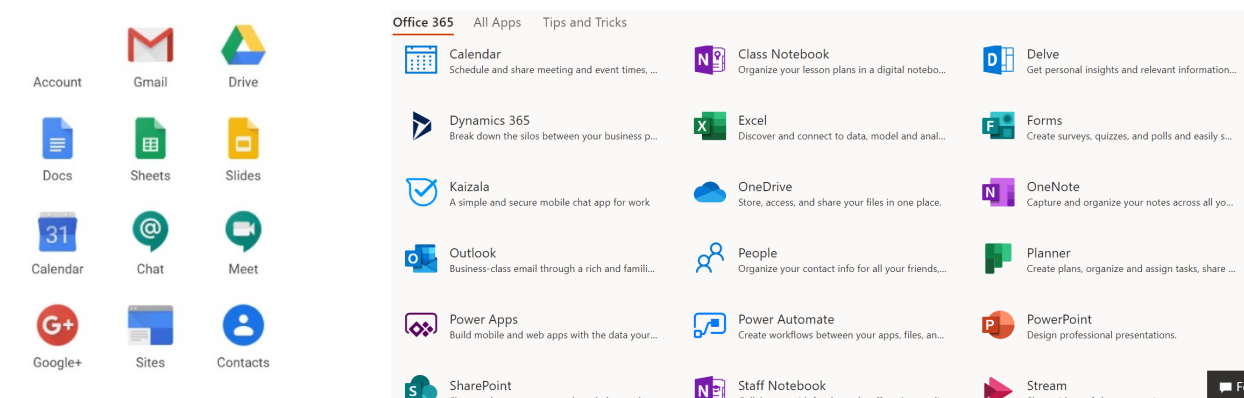 Account Gmail Drive
Docs Sheets Slides
31
Calendar Chat Meet
G+
Google+ Sites Contacts
Office 365 All Apps Tips and Tricks
Calendar
Schedule and share meeting and event times, ...
Class Notebook
Organize your lesson plans in a digital notebo...
Delve
Get personal insights and relevant information...
Dynamics 365
Break down the silos between your business p...
Excel
Discover and connect to data, model and anal...
Forms
Create surveys, quizzes, and polls and easily s...
Kaizala
A simple and secure mobile chat app for work
OneDrive
Store, access, and share your files in one place.
OneNote
Capture and organize your notes across all yo...
Outlook
Business-class email through a rich and famili...
People
Organize your contact info for all your friends,...
Planner
Create plans, organize and assign tasks, share ...
Power Apps
Build mobile and web apps with the data your...
Power Automate
Create workflows between your apps, files, an...
PowerPoint
Design professional presentations.
SharePoint
Staff Notebook
Stream